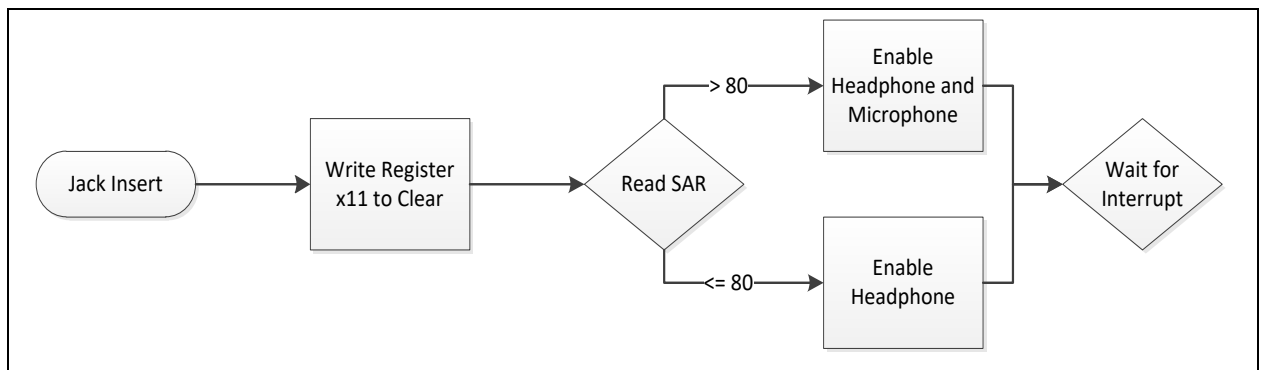 Jack Insert
Write Register
x11 to Clear
Read SAR
> 80
Enable
Headphone and
Microphone
<= 80
Enable
Headphone
Wait for
Interrupt